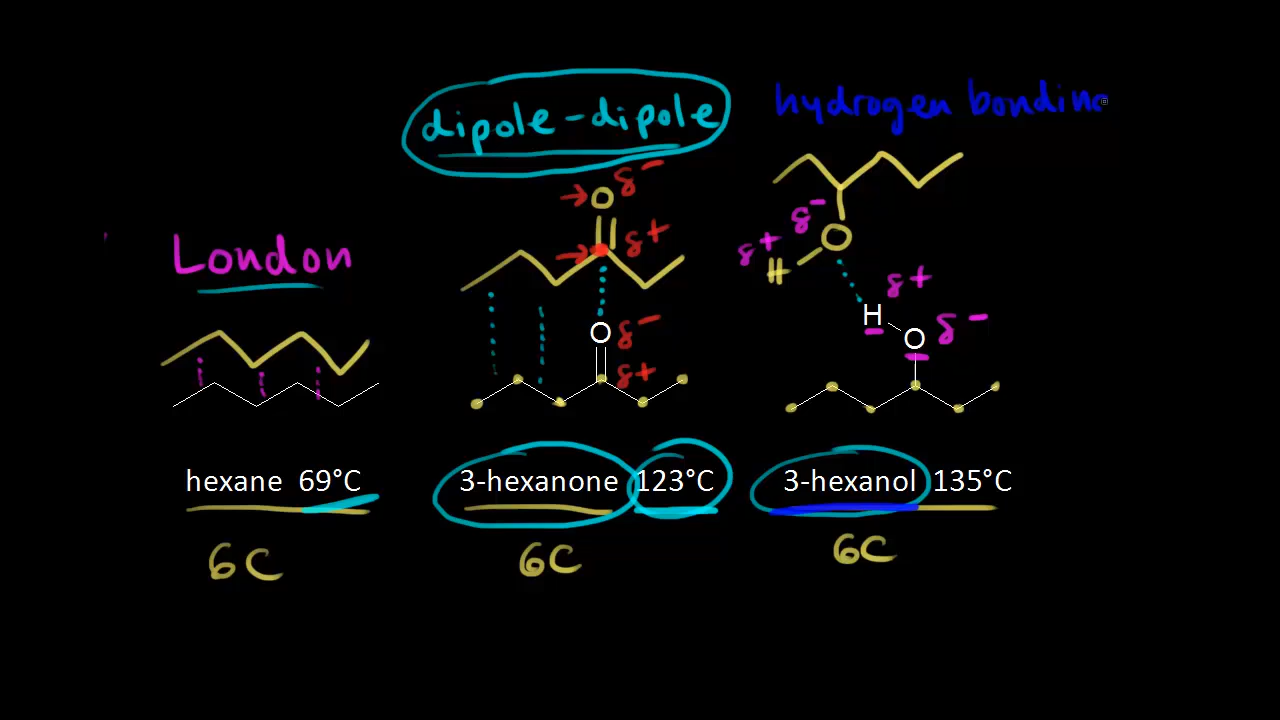 dipole-dipole
hydrogen bondin
O δ-
δ+
δ-
O
δ+
H
H δ+
O δ-
London
O δ-
δ+
hexane 69°C
3-hexanone 123°C
3-hexanol 135°C
6C
6C
6C